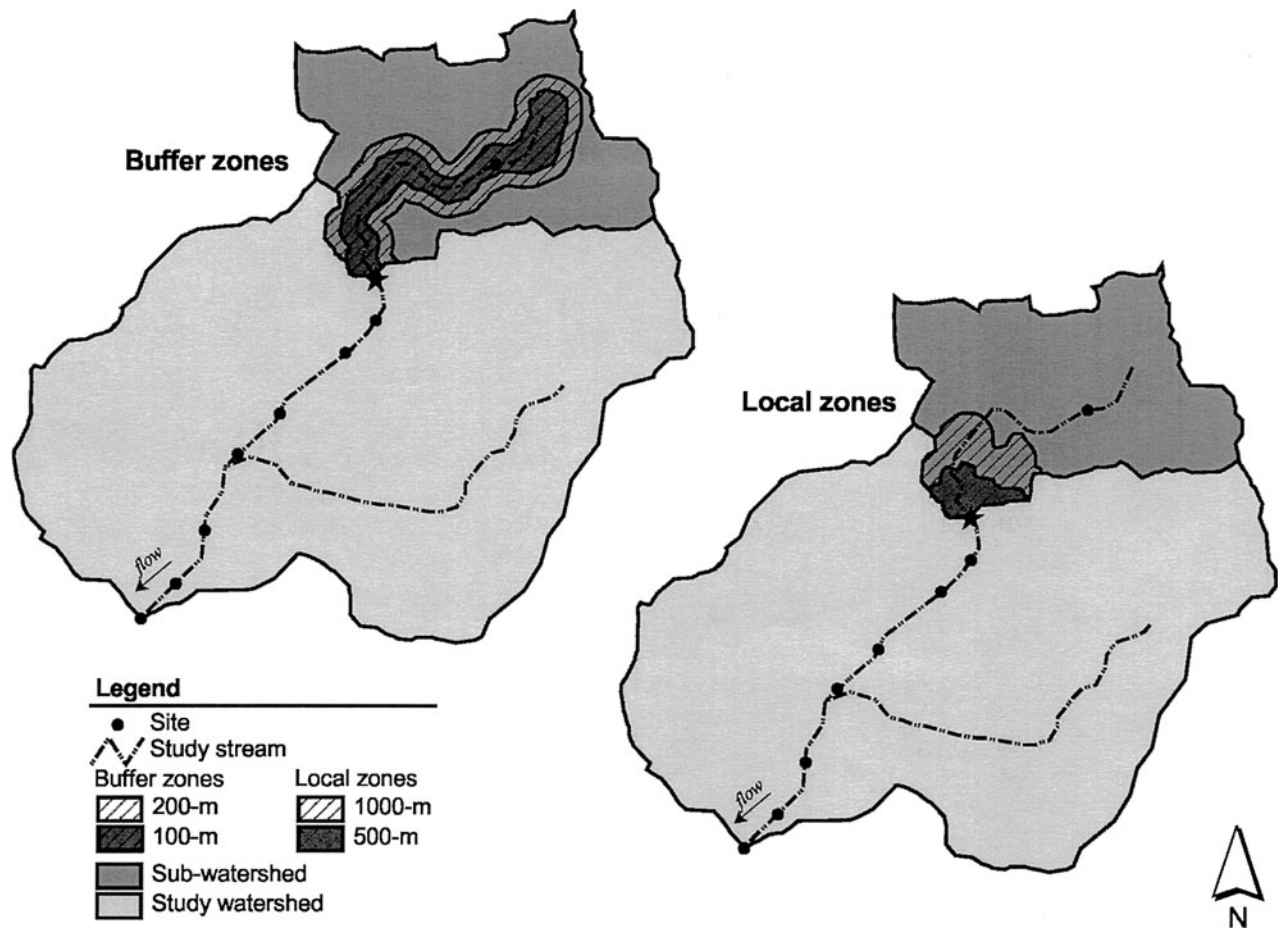 Buffer zones
Local zones
flow
flow
Legend
Site
Study stream
Buffer zones Local zones
200-m 1000-m
100-m 500-m
Sub-watershed
Study watershed
N